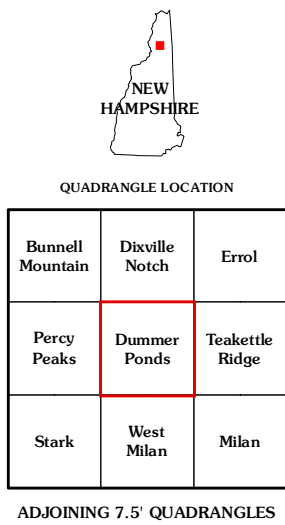 NEW
HAMPSHIRE
QUADRANGLE LOCATION
Bunnell
Mountain
Dixville
Notch
Errol
Percy
Peaks
Dummer
Ponds
Teakettle
Ridge
Stark
West
Milan
Milan
ADJOINING 7.5' QUADRANGLES